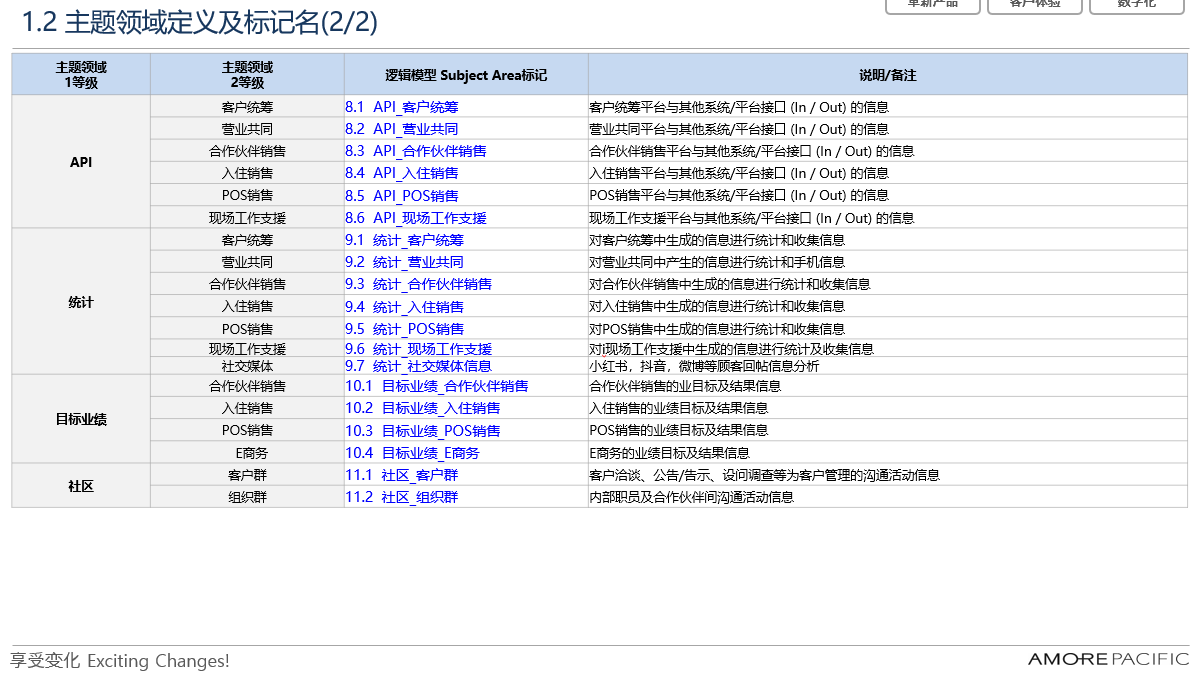 革新产品
客户体验
数字化
1.2 主题领域定义及标记名(2/2)
主题领域
1等级
主题领域
2等级
逻辑模型 Subject Area标记
说明/备注
API
客户统筹
8.1 API_客户统筹
客户统筹平台与其他系统/平台接口 (In / Out) 的信息
营业共同
8.2 API_营业共同
营业共同平台与其他系统/平台接口 (In / Out) 的信息
合作伙伴销售
8.3 API_合作伙伴销售
合作伙伴销售平台与其他系统/平台接口 (In / Out) 的信息
入住销售
8.4 API_入住销售
入住销售平台与其他系统/平台接口 (In / Out) 的信息
POS销售
8.5 API_POS销售
POS销售平台与其他系统/平台接口 (In / Out) 的信息
现场工作支援
8.6 API_现场工作支援
现场工作支援平台与其他系统/平台接口 (In / Out) 的信息
统计
客户统筹
9.1 统计_客户统筹
对客户统筹中生成的信息进行统计和收集信息
营业共同
9.2 统计_营业共同
对营业共同中产生的信息进行统计和手机信息
合作伙伴销售
9.3 统计_合作伙伴销售
对合作伙伴销售中生成的信息进行统计和收集信息
入住销售
9.4 统计_入住销售
对入住销售中生成的信息进行统计和收集信息
POS销售
9.5 统计_POS销售
对POS销售中生成的信息进行统计和收集信息
现场工作支援
9.6 统计_现场工作支援
对j现场工作支援中生成的信息进行统计及收集信息
社交媒体
9.7 统计_社交媒体信息
小红书，抖音，微博等顾客回帖信息分析
目标业绩
合作伙伴销售
10.1 目标业绩_合作伙伴销售
合作伙伴销售的业目标及结果信息
入住销售
10.2 目标业绩_入住销售
入住销售的业绩目标及结果信息
POS销售
10.3 目标业绩_POS销售
POS销售的业绩目标及结果信息
E商务
10.4 目标业绩_E商务
E商务的业绩目标及结果信息
社区
客户群
11.1 社区_客户群
客户洽谈、公告/告示、设问调查等为客户管理的沟通活动信息
组织群
11.2 社区_组织群
内部职员及合作伙伴间沟通活动信息
享受变化 Exciting Changes!
AMOREPACIFIC